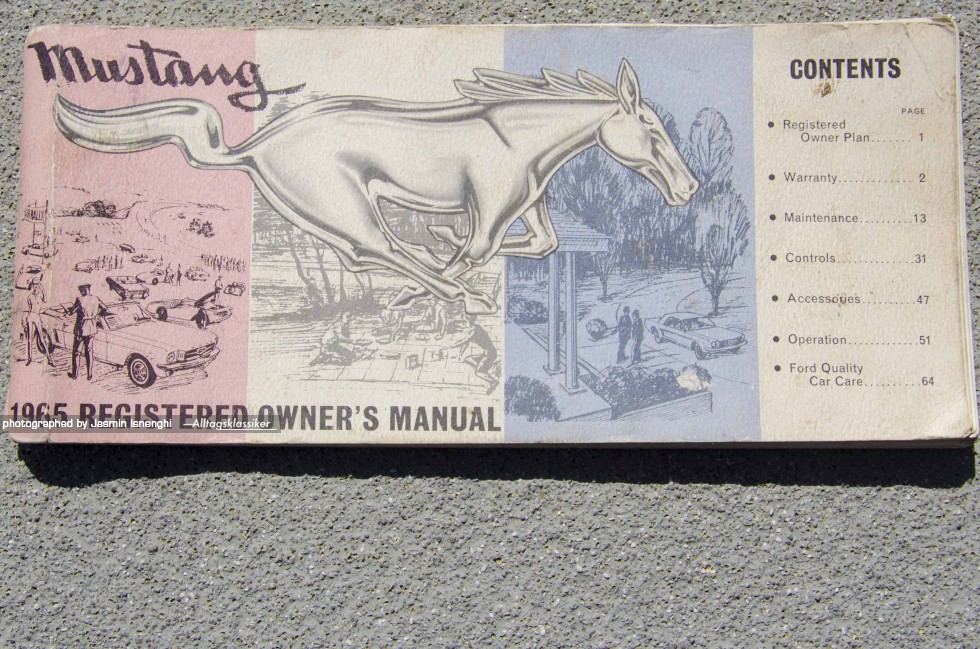 Mustang
CONTENTS
PAGE
• Registered
Owner Plan....... 1
• Warranty............. 2
• Maintenance..........13
• Controls...............31
• Accessories..........47
• Operation.............51
• Ford Quality
Car Care..........64
1965 REGISTERED OWNER'S MANUAL
photographed by Jasmin Isnenghi — Alltagsklassiker